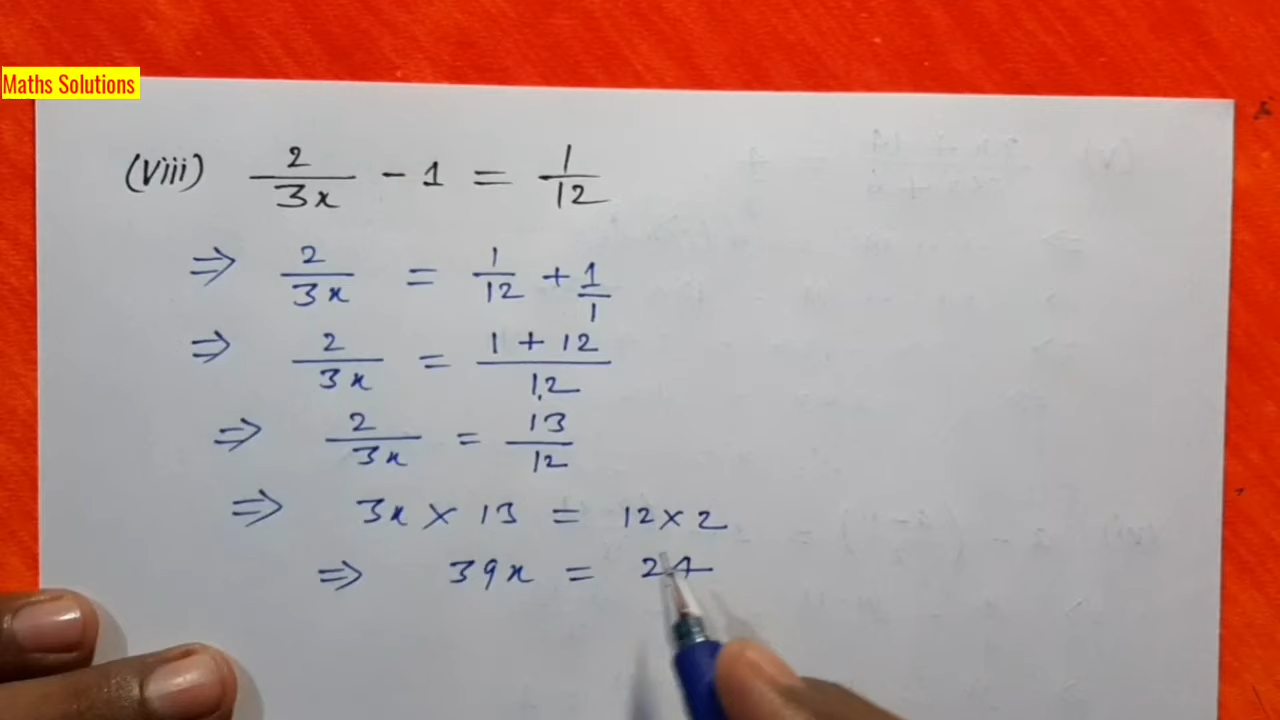 Maths Solutions
(viii) 2/3x - 1 = 1/12
⇒ 2/3x = 1/12 + 1/1
⇒ 2/3x = 1 + 12/12
⇒ 2/3x = 13/12
⇒ 3x × 13 = 12 × 2
⇒ 39x = 24